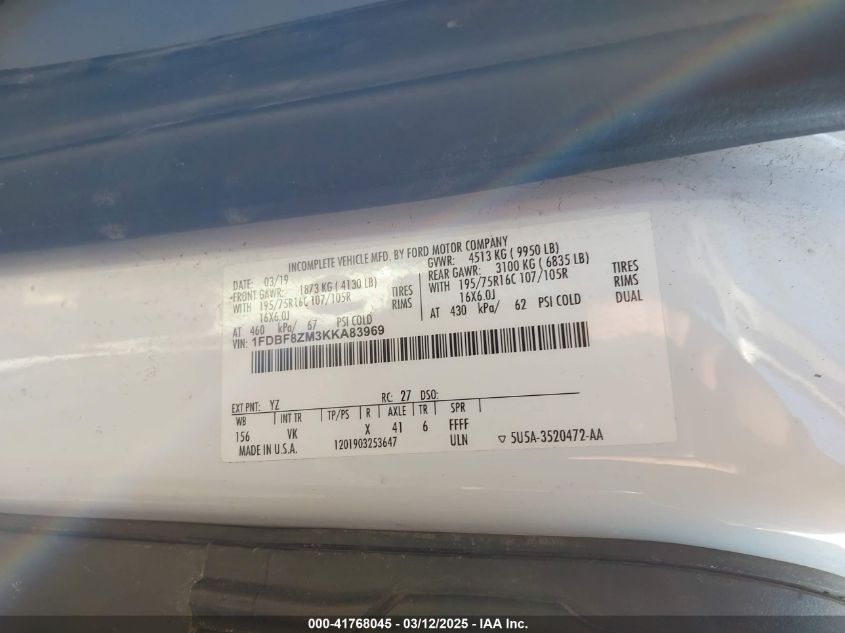 INCOMPLETE VEHICLE MFD. BY FORD MOTOR COMPANY
DATE: 03/19 GVWR: 4513 KG ( 9950 LB)
FRONT GAWR: 1873 KG ( 4130 LB) REAR GAWR: 3100 KG ( 6835 LB)
WITH 195/75R16C 107/105R TIRES WITH 195/75R16C 107/105R TIRES
16X6.0J RIMS 16X6.0J RIMS
AT 460 kPa/ 67 PSI COLD AT 430 kPa/ 62 PSI COLD DUAL
VIN: 1FDBF8ZM3KKA83969
EXT PNT: YZ RC: 27 DSO:
WB INT TR TP/PS R AXLE TR SPR
156 VK X 41 6 FFFF
MADE IN U.S.A. 1201903253647 ULN ▽ 5U5A-3520472-AA
000-41768045 / 03/12/2025 - IAA Inc.